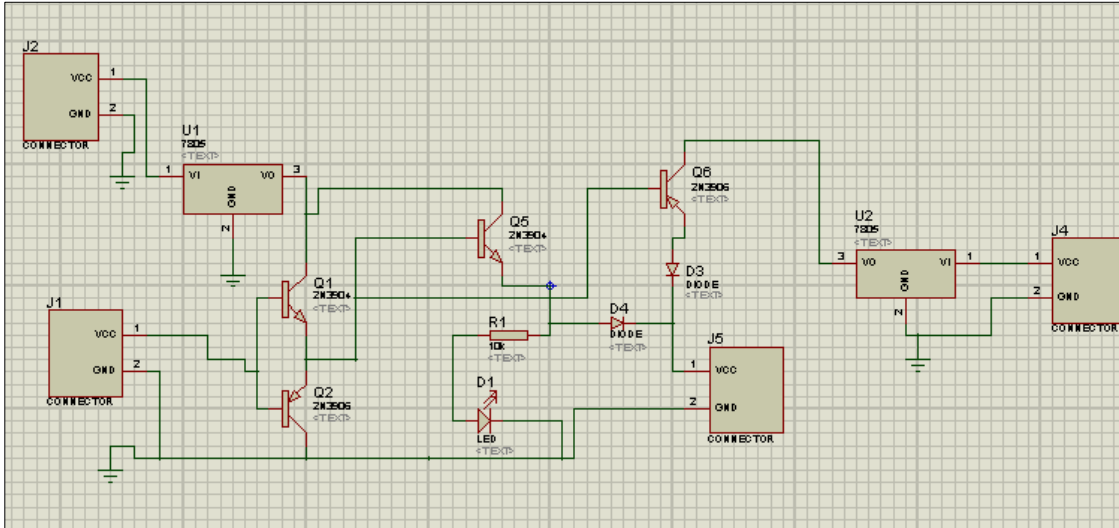 J2
VCC 1
GND 2
CONNECTOR
U1
7805
<TEXT>
1 VI VO 3
GND
2
J1
VCC 1
GND 2
CONNECTOR
Q1
2N3904
<TEXT>
Q2
2N3906
<TEXT>
Q5
2N3904
<TEXT>
R1
10k
<TEXT>
D1
LED
<TEXT>
D4
DIODE
<TEXT>
Q6
2N3906
<TEXT>
D3
DIODE
<TEXT>
J5
1 VCC
2 GND
CONNECTOR
U2
7805
<TEXT>
3 VO VI 1
GND
2
J4
1 VCC
2 GND
CONNECTOR